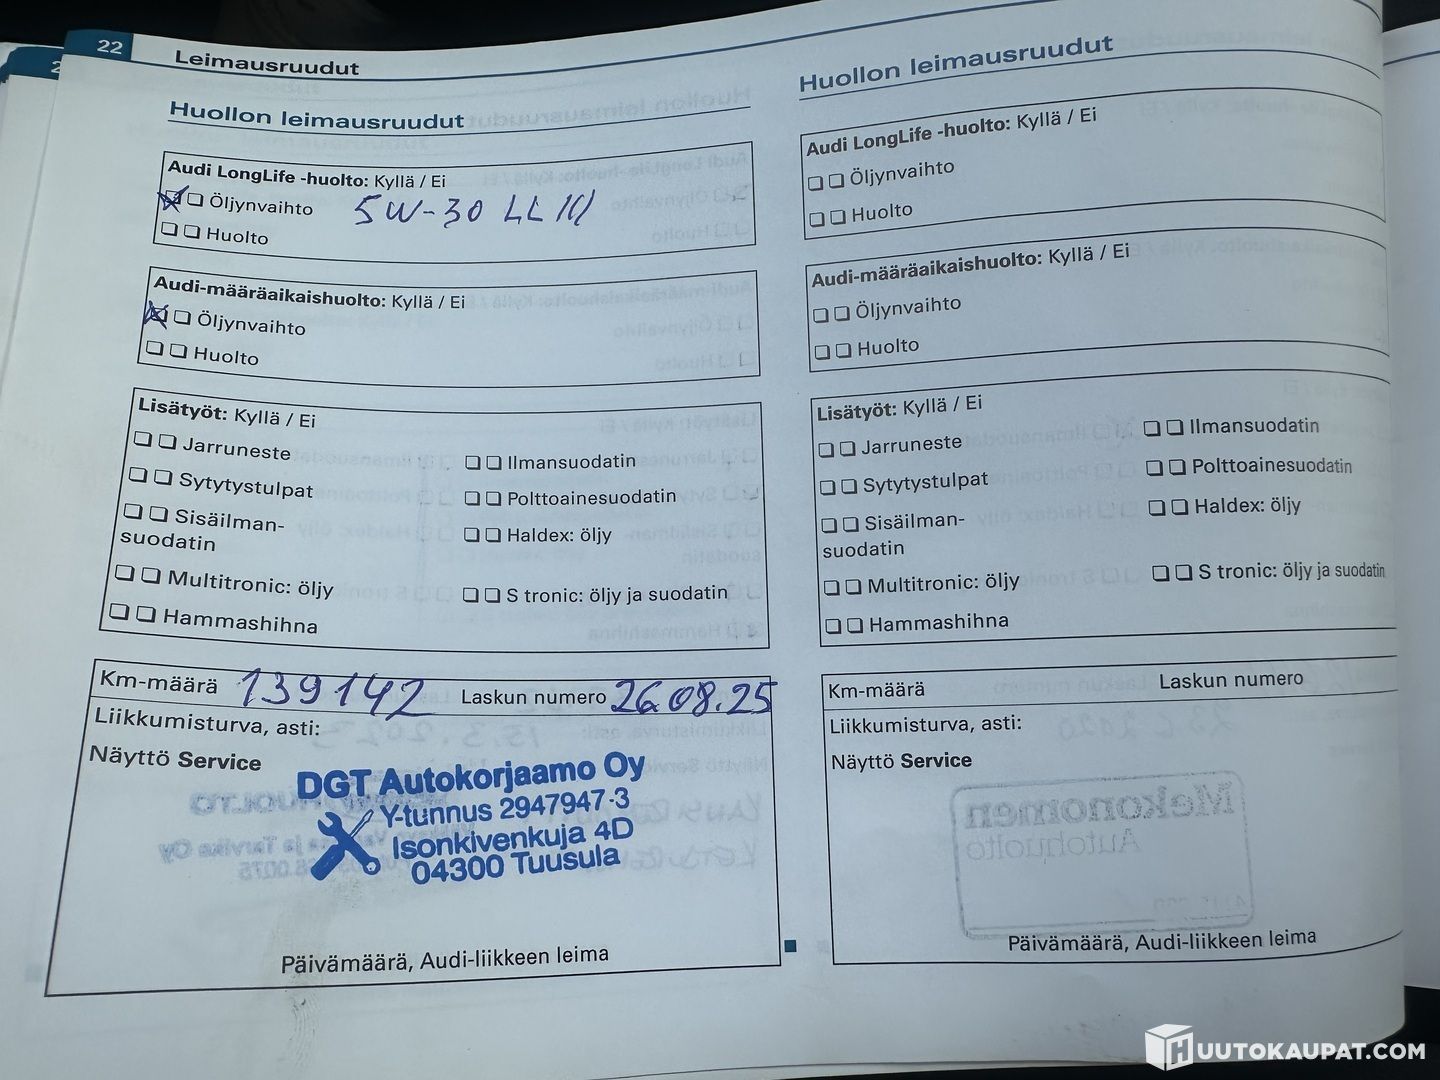 22
Leimausruudut
Huollon leimausruudut
Audi LongLife -huolto: Kyllä / Ei
Öljynvaihto 5W-30 LL III
Huolto
Audi-määräaikaishuolto: Kyllä / Ei
Öljynvaihto
Huolto
Lisätyöt: Kyllä / Ei
Jarruneste
Sytytystulpat
Sisäilman-
suodatin
Multitronic: öljy
Hammashihna
Ilmansuodatin
Polttoainesuodatin
Haldex: öljy
S tronic: öljy ja suodatin
Km-määrä 139142 Laskun numero 26.08.25
Liikkumisturva, asti:
Näyttö Service
DGT Autokorjaamo Oy
Y-tunnus 2947947-3
Isonkivenkuja 4D
04300 Tuusula
Päivämäärä, Audi-liikkeen leima
Huollon leimausruudut
Audi LongLife -huolto: Kyllä / Ei
Öljynvaihto
Huolto
Audi-määräaikaishuolto: Kyllä / Ei
Öljynvaihto
Huolto
Lisätyöt: Kyllä / Ei
Jarruneste
Sytytystulpat
Sisäilman-
suodatin
Multitronic: öljy
Hammashihna
Ilmansuodatin
Polttoainesuodatin
Haldex: öljy
S tronic: öljy ja suodatin
Km-määrä Laskun numero
Liikkumisturva, asti:
Näyttö Service
Mekonomen
Autohuolto
Päivämäärä, Audi-liikkeen leima
HUUTOKAUPAT.COM